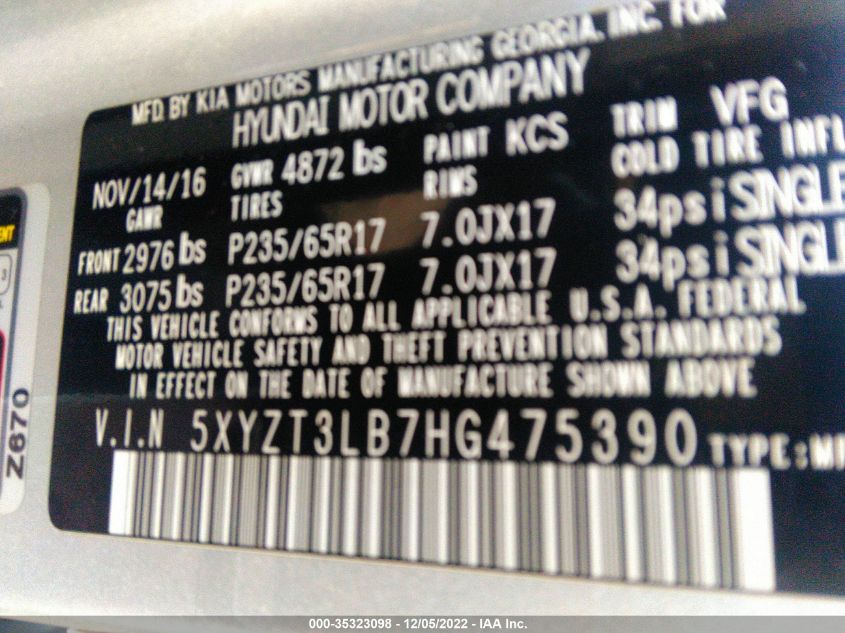 MFD. BY KIA MOTORS MANUFACTURING GEORGIA, INC. FOR
HYUNDAI MOTOR COMPANY
NOV/14/16 GVWR 4872 lbs PAINT KCS TRIM VFG
GAWR TIRES RIMS COLD TIRE INFL
FRONT 2976 lbs P235/65R17 7.0JX17 34psi SINGLE
REAR 3075 lbs P235/65R17 7.0JX17 34psi SINGLE
THIS VEHICLE CONFORMS TO ALL APPLICABLE U.S.A. FEDERAL
MOTOR VEHICLE SAFETY AND THEFT PREVENTION STANDARDS
IN EFFECT ON THE DATE OF MANUFACTURE SHOWN ABOVE
V.I.N 5XYZT3LB7HG475390 TYPE:M
Z670
000-35323098 - 12/05/2022 - IAA Inc.